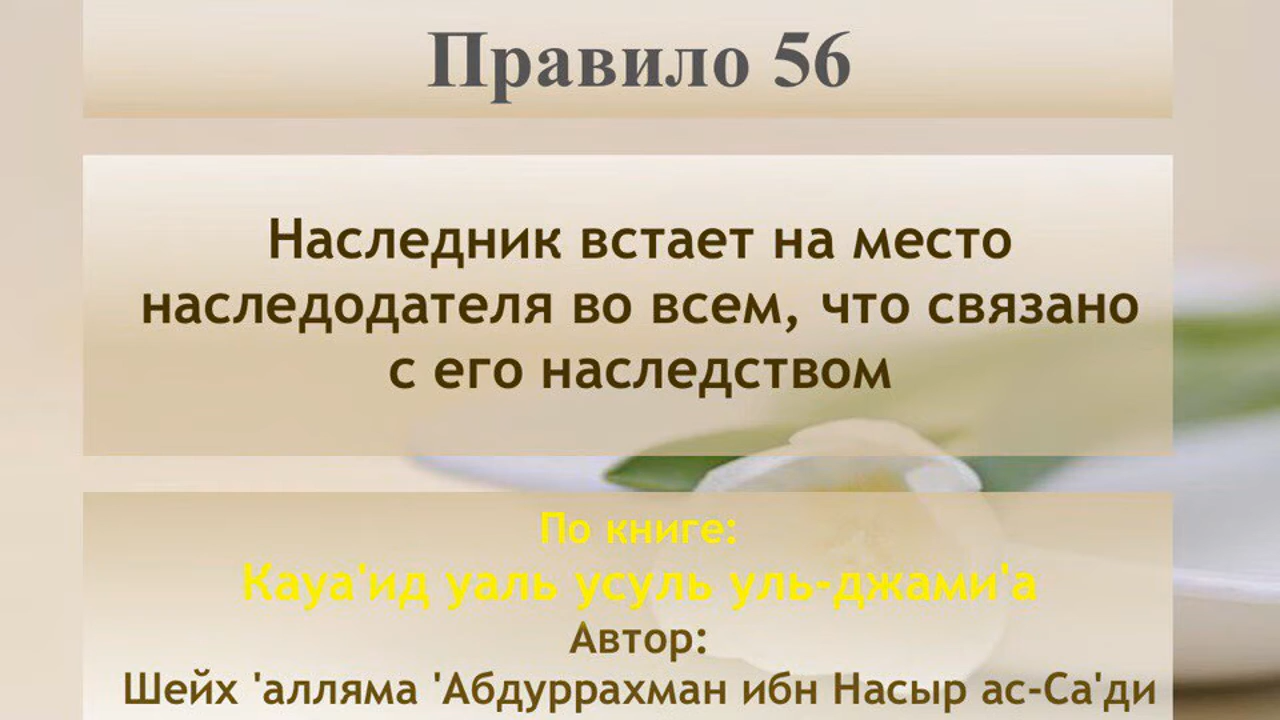 Правило 56
Наследник встает на место
наследодателя во всем, что связано
с его наследством
По книге:
Кауа'ид уаль усуль уль-джами'а
Автор:
Шейх 'алляма 'Абдуррахман ибн Насыр ас-Са'ди